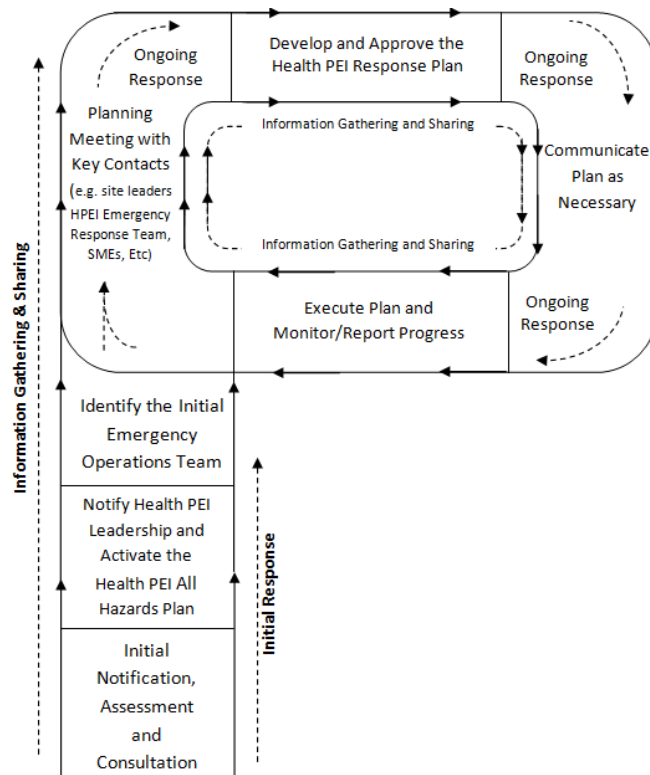 Ongoing
Response
Develop and Approve the
Health PEI Response Plan
Ongoing
Response
Planning
Meeting with
Key Contacts
(e.g. site leaders
HPEI Emergency
Response Team,
SMEs, Etc)
Information Gathering and Sharing
Information Gathering and Sharing
Communicate
Plan as
Necessary
Execute Plan and
Monitor/Report Progress
Ongoing
Response
Information Gathering & Sharing
Identify the Initial
Emergency
Operations Team
Notify Health PEI
Leadership and
Activate the
Health PEI All
Hazards Plan
Initial Response
Initial
Notification,
Assessment
and
Consultation